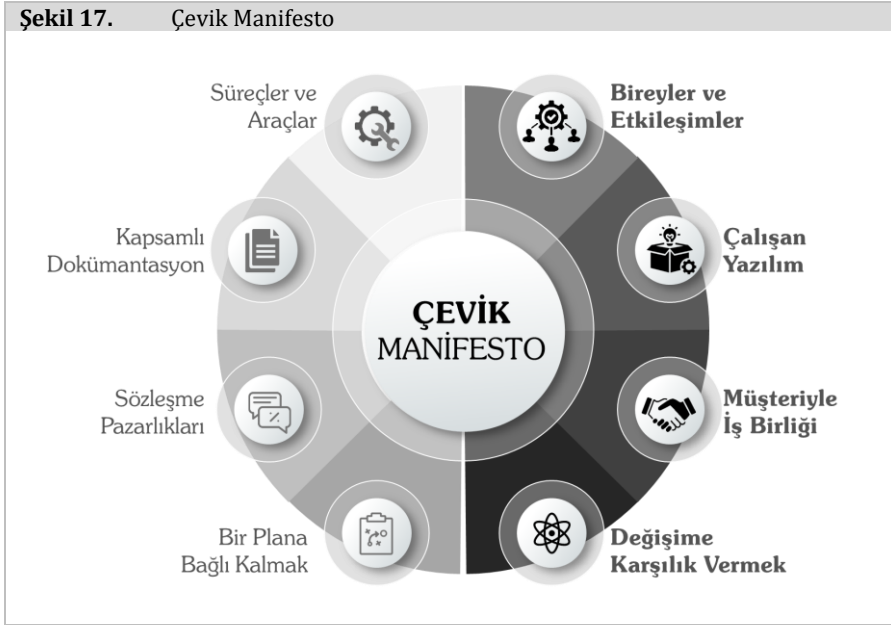 Şekil 17. Çevik Manifesto
Süreçler ve
Araçlar
Bireyler ve
Etkileşimler
Kapsamlı
Dokümantasyon
Çalışan
Yazılım
ÇEVİK
MANİFESTO
Sözleşme
Pazarlıkları
Müşteriyle
İş Birliği
Bir Plana
Bağlı Kalmak
Değişime
Karşılık Vermek